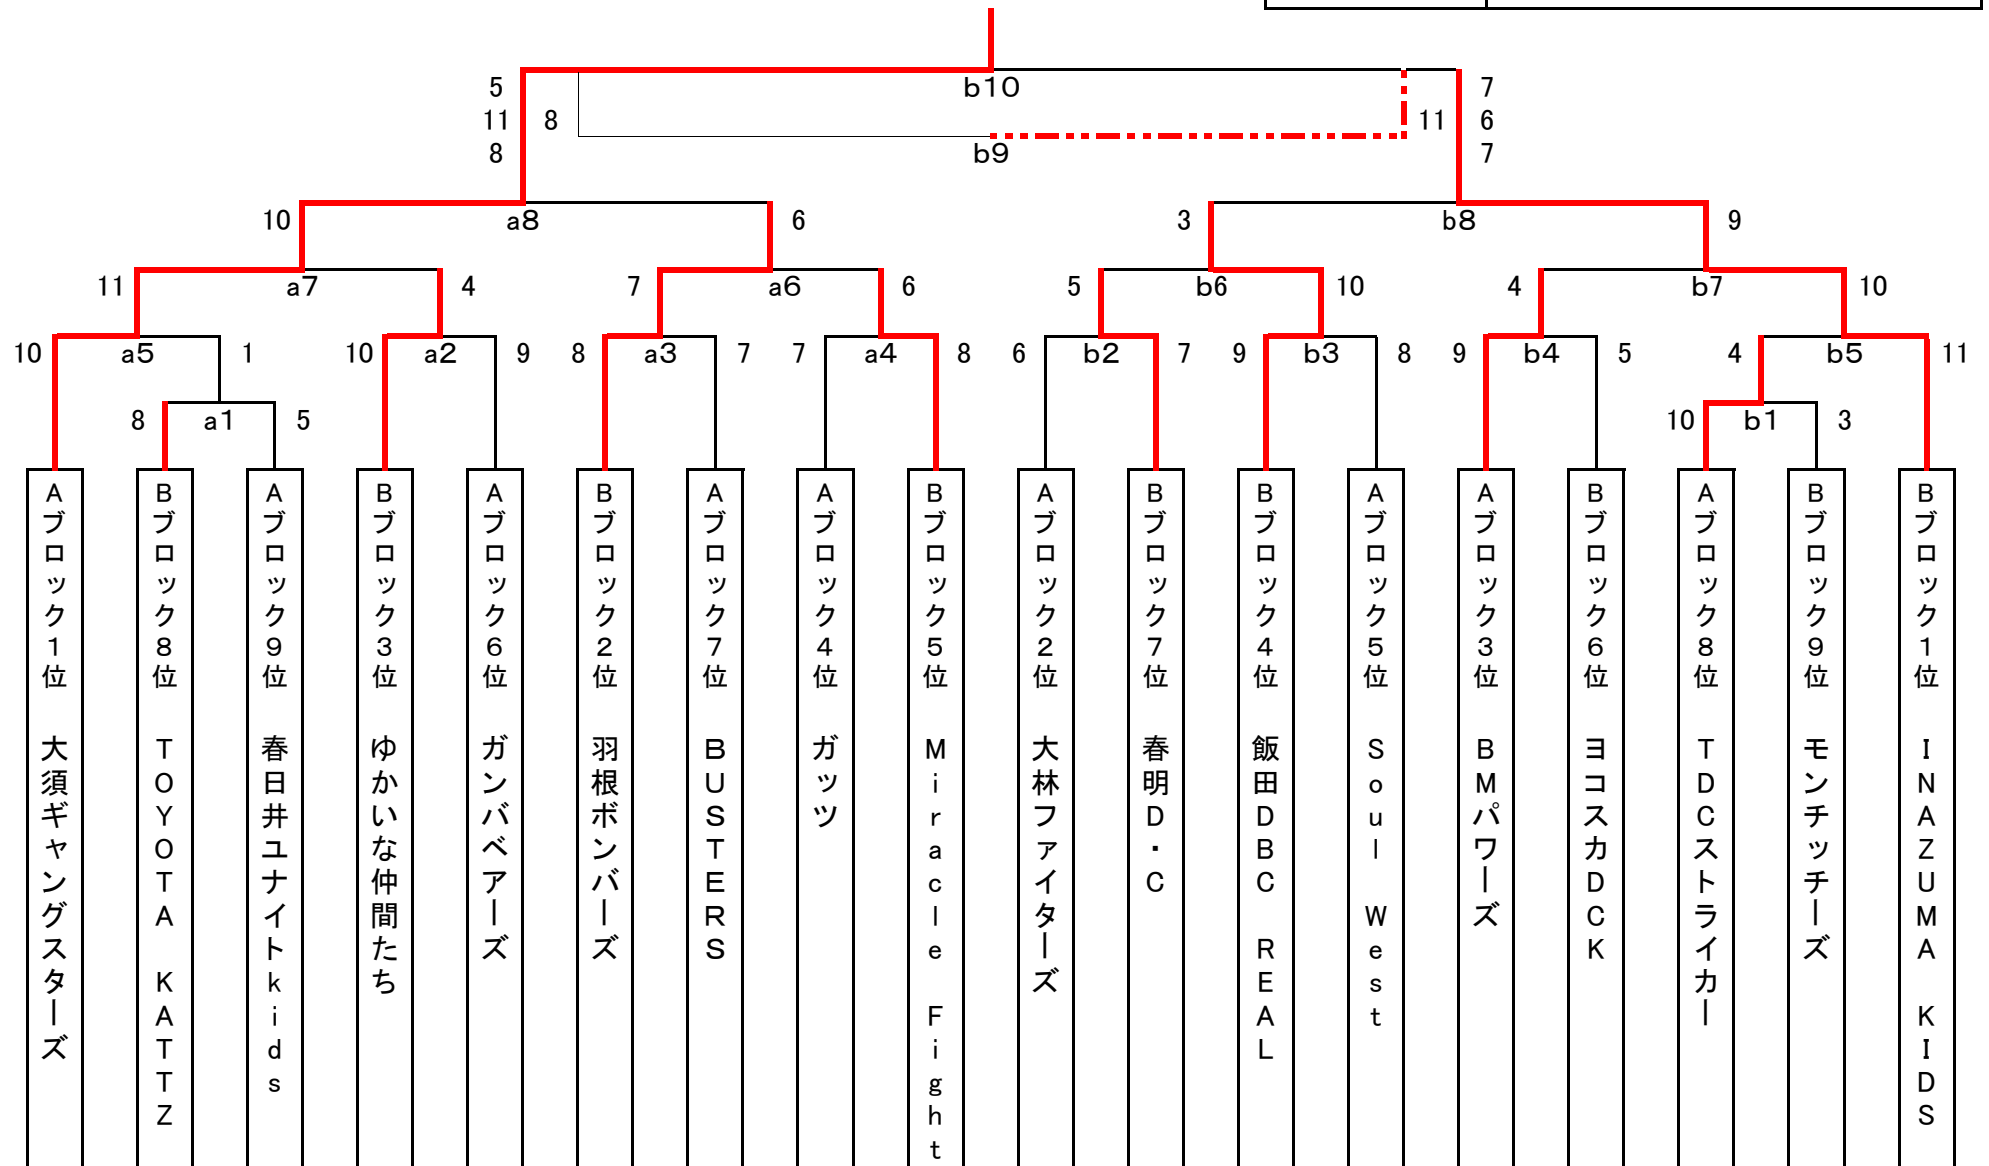 b10
5
7
11
8
11
6
8
b9
7
10
a8
6
3
b8
9
11
a7
4
7
a6
6
5
b6
10
4
b7
10
10
a5
1
10
a2
9
8
a3
7
7
a4
8
6
b2
7
9
b3
8
9
b4
5
4
b5
11
8
a1
5
10
b1
3
Aブロック1位 大須ギャングスターズ
Bブロック8位 TOYOTA KATTZ
Aブロック9位 春日井ユナイトkids
Bブロック3位 ゆかいな仲間たち
Aブロック6位 ガンバベアーズ
Bブロック2位 羽根ボンバーズ
Aブロック7位 BUSTERS
Aブロック4位 ガッツ
Bブロック5位 Miracle Fight
Aブロック2位 大林ファイターズ
Bブロック7位 春明D・C
Bブロック4位 飯田DBC REAL
Aブロック5位 Soul West
Aブロック3位 BMパワーズ
Bブロック6位 ヨコスカDCK
Aブロック8位 TDCストライカー
Bブロック9位 モンチッチーズ
Bブロック1位 INAZUMA KIDS